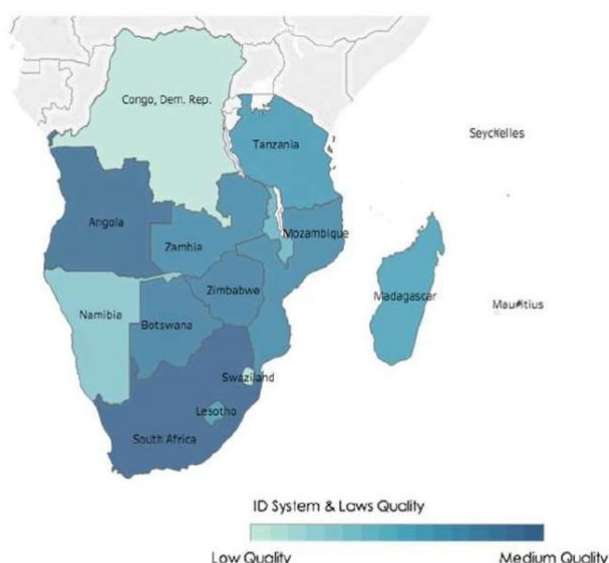 Congo, Dem. Rep.
Seychelles
Tanzania
Angola
Mozambique
Zambia
Zimbabwe
Madagascar
Mauritius
Namibia
Botswana
Swaziland
Lesotho
South Africa
ID System & Laws Quality
Low Quality Medium Quality